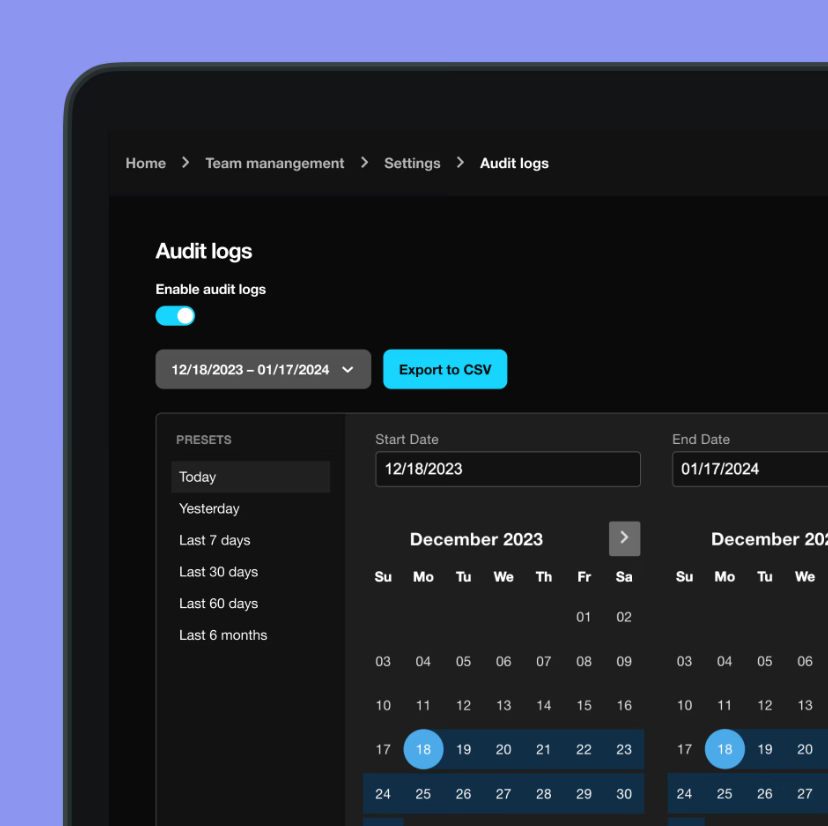 Home > Team manangement > Settings > Audit logs
Audit logs
Enable audit logs
12/18/2023 – 01/17/2024
Export to CSV
PRESETS
Today
Yesterday
Last 7 days
Last 30 days
Last 60 days
Last 6 months
Start Date
12/18/2023
End Date
01/17/2024
December 2023
Su Mo Tu We Th Fr Sa
01 02
03 04 05 06 07 08 09
10 11 12 13 14 15 16
17 18 19 20 21 22 23
24 25 26 27 28 29 30
December 202
Su Mo Tu We
03 04 05 06
10 11 12 13
17 18 19 20
24 25 26 27